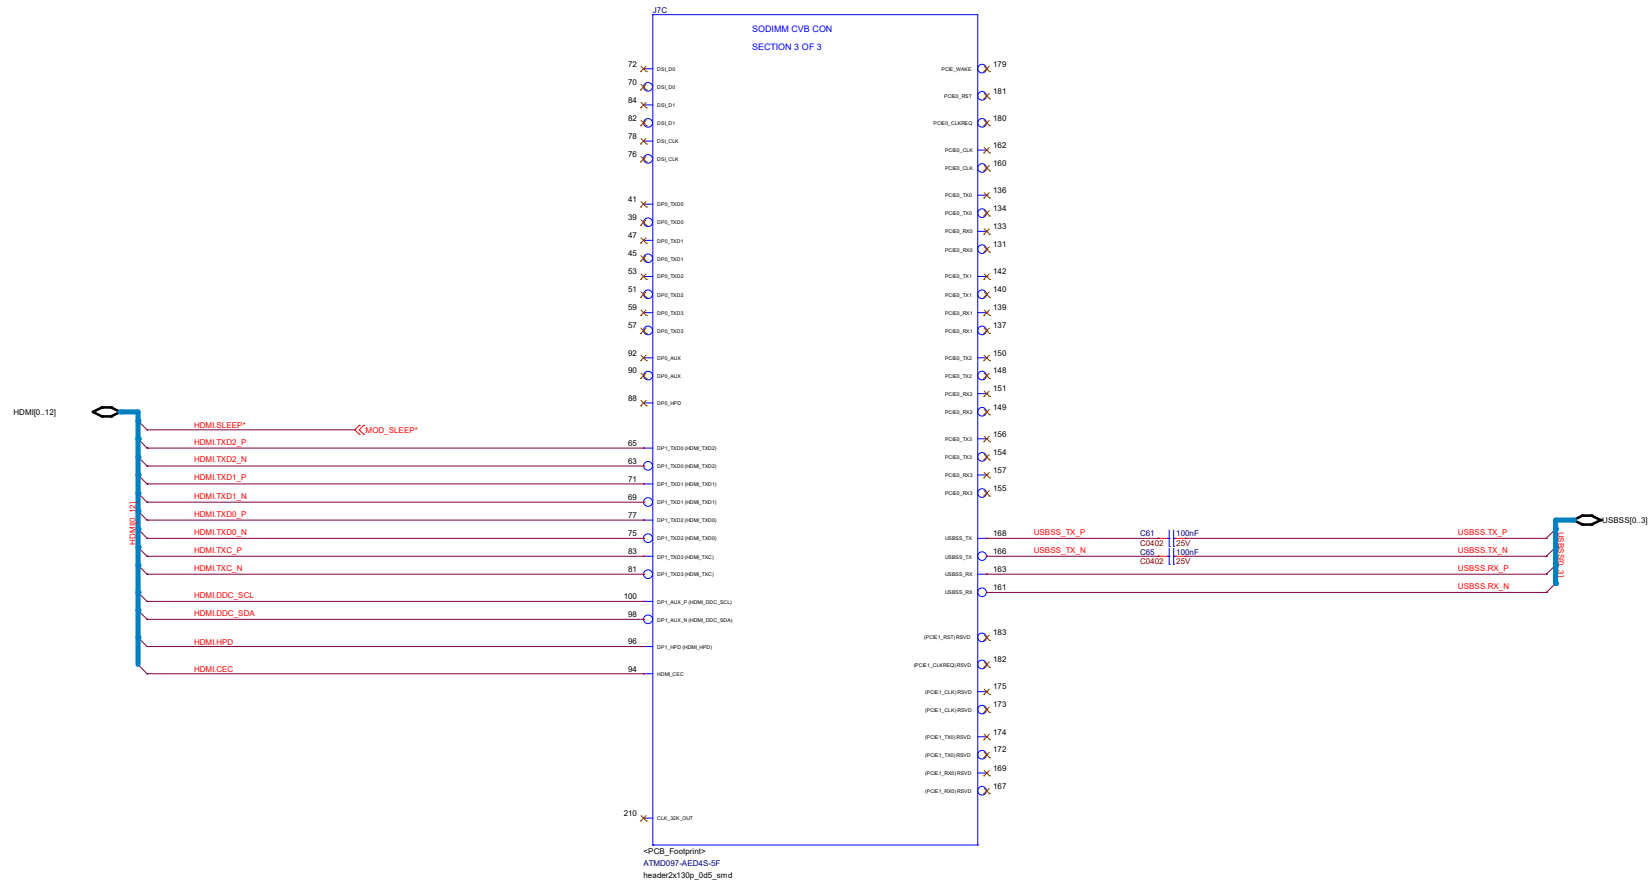 J7C
SODIMM CVB CON
SECTION 3 OF 3
72 DSI_D0
70 DSI_D0
84 DSI_D1
82 DSI_D1
78 DSI_CLK
76 DSI_CLK
41 DP0_TXD0
39 DP0_TXD0
47 DP0_TXD1
45 DP0_TXD1
53 DP0_TXD2
51 DP0_TXD2
59 DP0_TXD3
57 DP0_TXD3
92 DP0_AUX
90 DP0_AUX
88 DP0_HPD
HDMI[0..12]
HDMI[0..12]
HDMI.SLEEP* MOD_SLEEP*
HDMI.TXD2_P 65 DP1_TXD0 (HDMI_TXD2)
HDMI.TXD2_N 63 DP1_TXD0 (HDMI_TXD2)
HDMI.TXD1_P 71 DP1_TXD1 (HDMI_TXD1)
HDMI.TXD1_N 69 DP1_TXD1 (HDMI_TXD1)
HDMI.TXD0_P 77 DP1_TXD2 (HDMI_TXD0)
HDMI.TXD0_N 75 DP1_TXD2 (HDMI_TXD0)
HDMI.TXC_P 83 DP1_TXD3 (HDMI_TXC)
HDMI.TXC_N 81 DP1_TXD3 (HDMI_TXC)
HDMI.DDC_SCL 100 DP1_AUX_P (HDMI_DDC_SCL)
HDMI.DDC_SDA 98 DP1_AUX_N (HDMI_DDC_SDA)
HDMI.HPD 96 DP1_HPD (HDMI_HPD)
HDMI.CEC 94 HDMI_CEC
210 CLK_32K_OUT
PCIE_WAKE 179
PCIE0_RST 181
PCIE0_CLKREQ 180
PCIE0_CLK 162
PCIE0_CLK 160
PCIE0_TX0 136
PCIE0_TX0 134
PCIE0_RX0 133
PCIE0_RX0 131
PCIE0_TX1 142
PCIE0_TX1 140
PCIE0_RX1 139
PCIE0_RX1 137
PCIE0_TX2 150
PCIE0_TX2 148
PCIE0_RX2 151
PCIE0_RX2 149
PCIE0_TX3 156
PCIE0_TX3 154
PCIE0_RX3 157
PCIE0_RX3 155
USBSS_TX 168 USBSS_TX_P C61 100nF USBSS.TX_P
C0402 25V
USBSS_TX 166 USBSS_TX_N C65 100nF USBSS.TX_N
C0402 25V
USBSS_RX 163 USBSS.RX_P
USBSS_RX 161 USBSS.RX_N
USBSS[0..3]
USBSS[0..3]
(PCIE1_RST) RSVD 183
(PCIE1_CLKREQ) RSVD 182
(PCIE1_CLK) RSVD 175
(PCIE1_CLK) RSVD 173
(PCIE1_TX0) RSVD 174
(PCIE1_TX0) RSVD 172
(PCIE1_RX0) RSVD 169
(PCIE1_RX0) RSVD 167
<PCB_Footprint>
ATMD097-AED4S-5F
header2x130p_0d5_smd